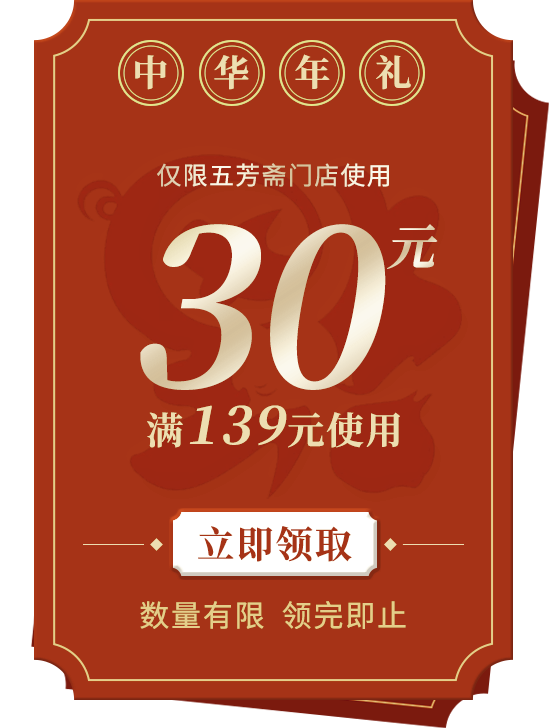 中华年礼
仅限五芳斋门店使用
30元
满139元使用
立即领取
数量有限 领完即止